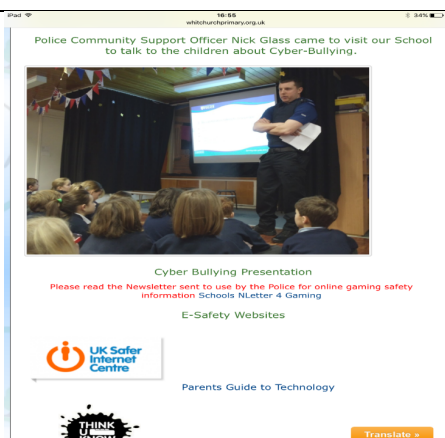 iPad
16:55
34%
whitchurchprimary.org.uk
Police Community Support Officer Nick Glass came to visit our School
to talk to the children about Cyber-Bullying.
Cyber Bullying Presentation
Please read the Newsletter sent to use by the Police for online gaming safety
information Schools NLetter 4 Gaming
E-Safety Websites
UK Safer
Internet
Centre
Parents Guide to Technology
THINK
U KNOW
Translate »